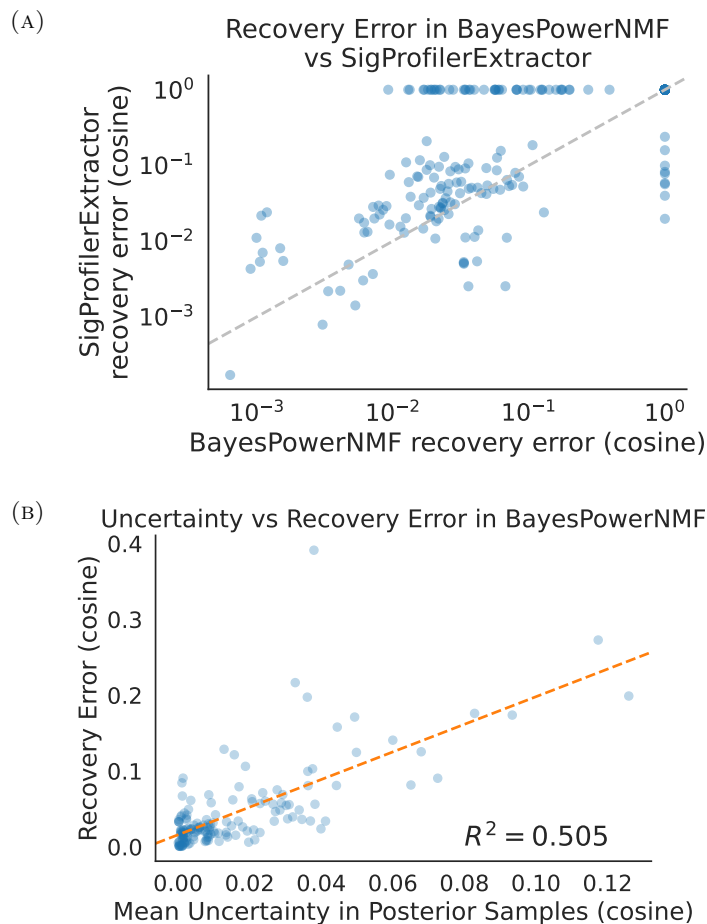 (A)
Recovery Error in BayesPowerNMF
vs SigProfilerExtractor
SigProfilerExtractor
recovery error (cosine)
10⁰
10⁻¹
10⁻²
10⁻³
10⁻³ 10⁻² 10⁻¹ 10⁰
BayesPowerNMF recovery error (cosine)
(B)
Uncertainty vs Recovery Error in BayesPowerNMF
Recovery Error (cosine)
0.4
0.3
0.2
0.1
0.0
R² = 0.505
0.00 0.02 0.04 0.06 0.08 0.10 0.12
Mean Uncertainty in Posterior Samples (cosine)